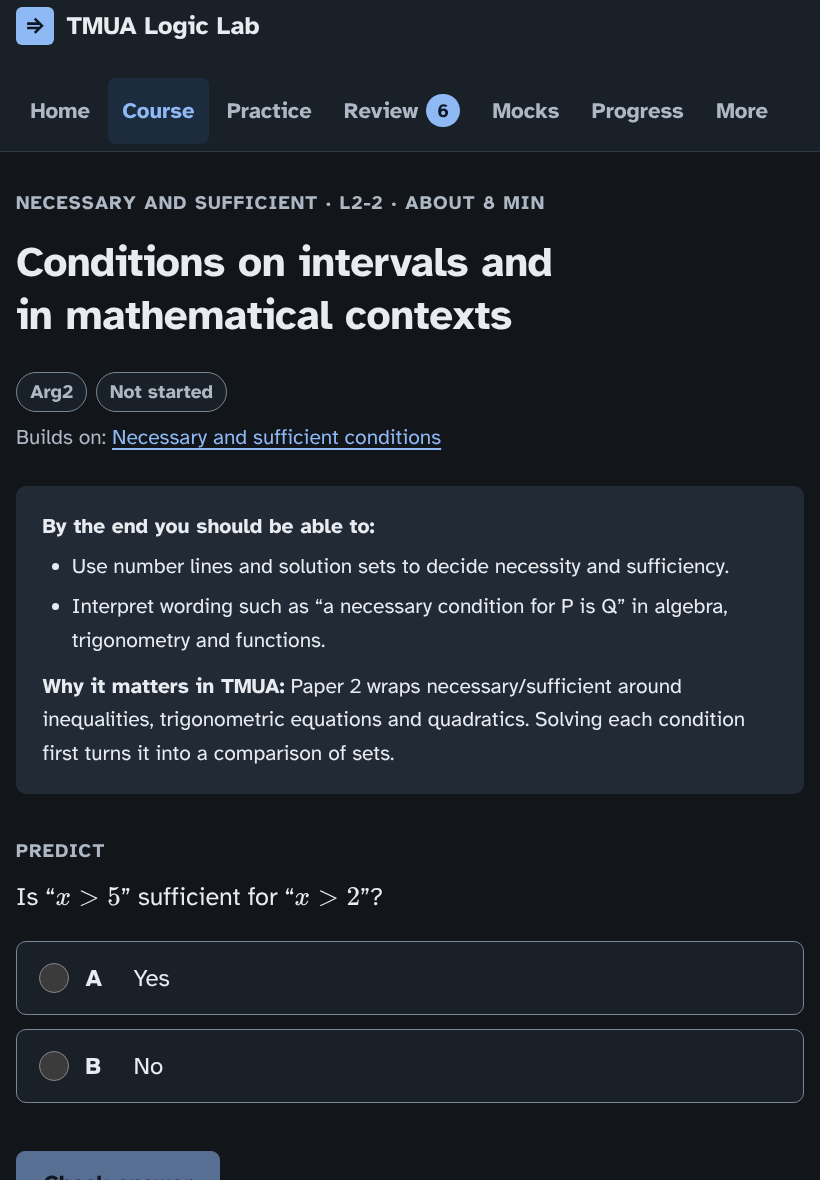 ⇒ TMUA Logic Lab
Home Course Practice Review 6 Mocks Progress More
NECESSARY AND SUFFICIENT · L2-2 · ABOUT 8 MIN
Conditions on intervals and
in mathematical contexts
Arg2 Not started
Builds on: Necessary and sufficient conditions
By the end you should be able to:
• Use number lines and solution sets to decide necessity and sufficiency.
• Interpret wording such as “a necessary condition for P is Q” in algebra,
trigonometry and functions.
Why it matters in TMUA: Paper 2 wraps necessary/sufficient around
inequalities, trigonometric equations and quadratics. Solving each condition
first turns it into a comparison of sets.
PREDICT
Is “x > 5” sufficient for “x > 2”?
A Yes
B No
Check answer